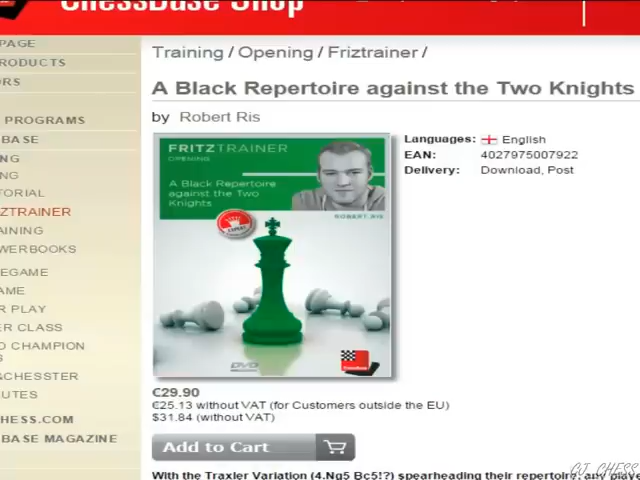 ChessBase Shop
PAGE
RODUCTS
ORS
PROGRAMS
BASE
NG
NG
TORIAL
ZTRAINER
AINING
WERBOOKS
EGAME
AME
R PLAY
ER CLASS
D CHAMPION
S
&CHESSTER
UTES
HESS.COM
BASE MAGAZINE
Training / Opening / Friztrainer /
A Black Repertoire against the Two Knights
by Robert Ris
FRITZTRAINER
OPENING
A Black Repertoire
against the Two
Knights
ROBERT RIS
EXPERT
DVD
ChessBase
Languages: English
EAN: 4027975007922
Delivery: Download, Post
€29.90
€25.13 without VAT (for Customers outside the EU)
$31.84 (without VAT)
Add to Cart
With the Traxler Variation (4.Ng5 Bc5!?) spearheading their repertoire, any playe
CJ_CHESS